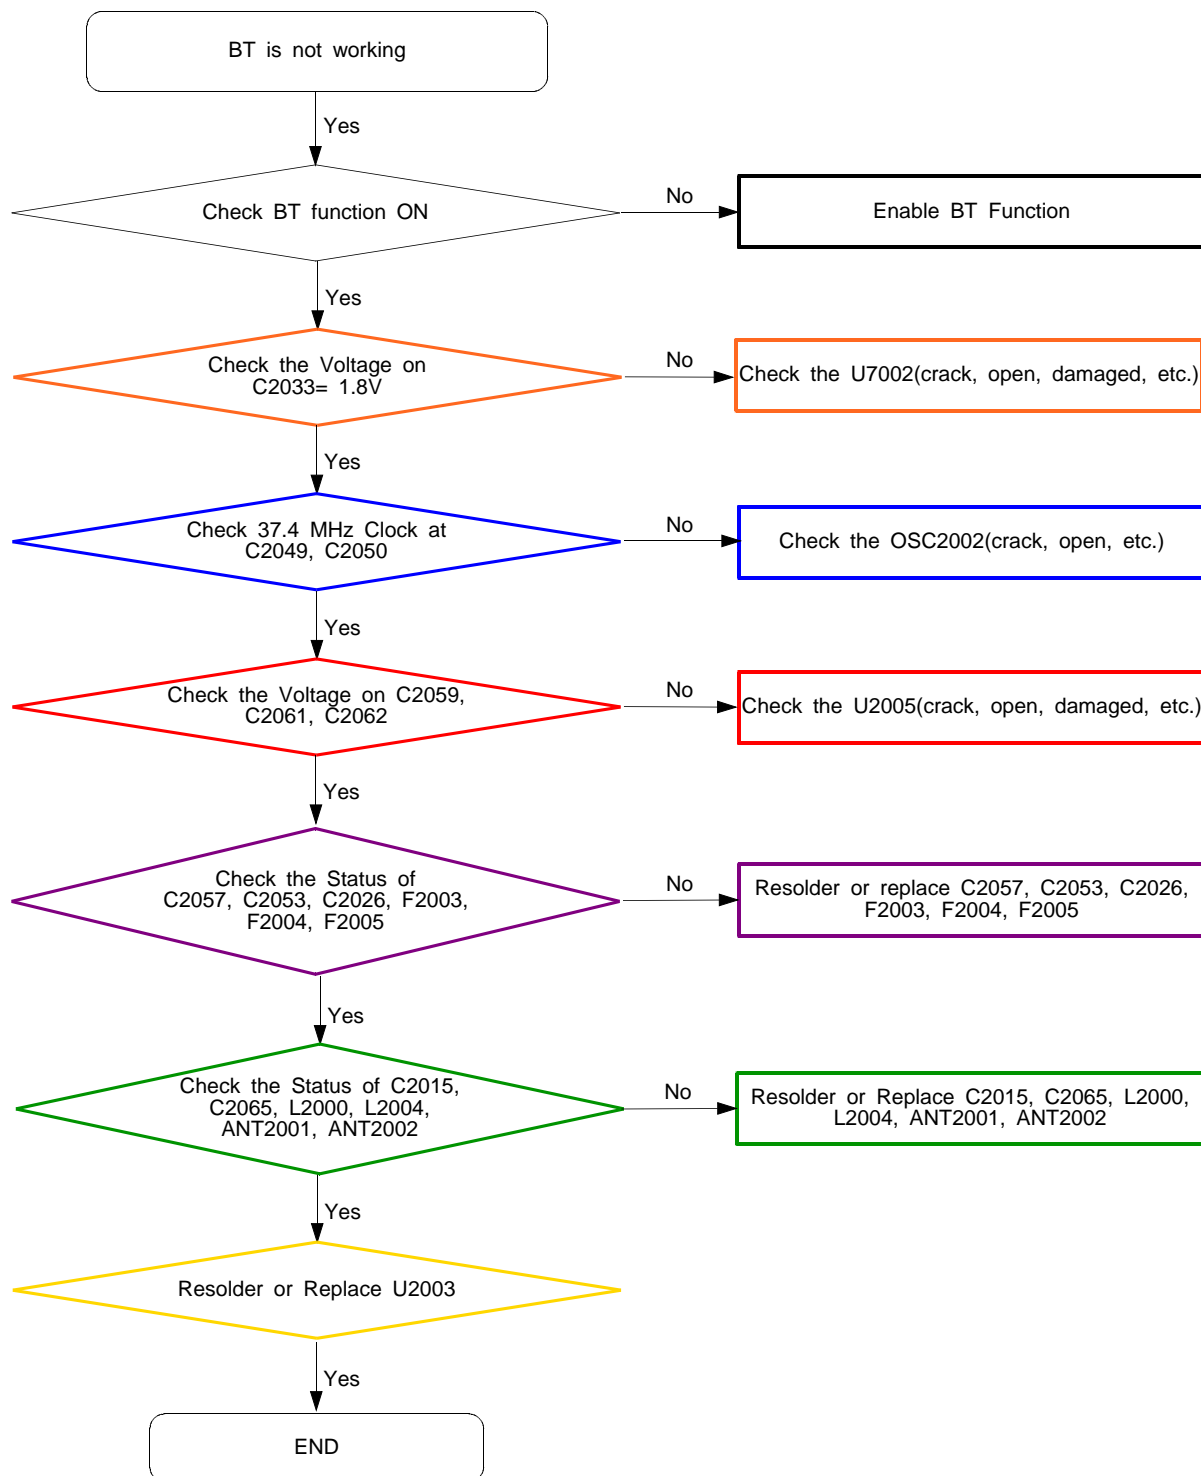 BT is not working
Yes
Check BT function ON
No
Enable BT Function
Yes
Check the Voltage on
C2033= 1.8V
No
Check the U7002(crack, open, damaged, etc.)
Yes
Check 37.4 MHz Clock at
C2049, C2050
No
Check the OSC2002(crack, open, etc.)
Yes
Check the Voltage on C2059,
C2061, C2062
No
Check the U2005(crack, open, damaged, etc.)
Yes
Check the Status of
C2057, C2053, C2026, F2003,
F2004, F2005
No
Resolder or replace C2057, C2053, C2026,
F2003, F2004, F2005
Yes
Check the Status of C2015,
C2065, L2000, L2004,
ANT2001, ANT2002
No
Resolder or Replace C2015, C2065, L2000,
L2004, ANT2001, ANT2002
Yes
Resolder or Replace U2003
Yes
END